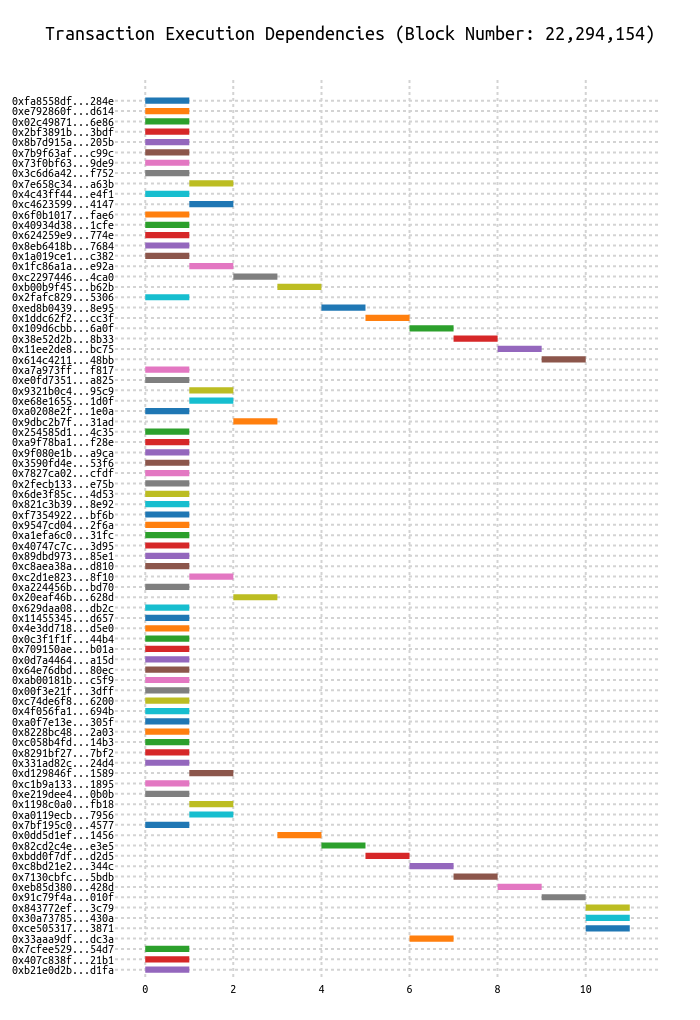 Transaction Execution Dependencies (Block Number: 22,294,154)
0xfa8558df...284e
0xe792860f...d614
0x02c49871...6e86
0x2bf3891b...3bdf
0x8b7d915a...205b
0x7b9f63af...c99c
0x73f0bf63...9de9
0x3c6d6a42...f752
0x7e658c34...a63b
0x4c43ff44...e4f1
0xc4623599...4147
0x6f0b1017...fae6
0x40934d38...1cfe
0x624259e9...774e
0x8eb6418b...7684
0x1a019ce1...c382
0x1fc86a1a...e92a
0xc2297446...4ca0
0xb00b9f45...b62b
0x2fafc829...5306
0xed8b0439...8e95
0x1ddc62f2...cc3f
0x109d6cbb...6a0f
0x38e52d2b...8b33
0x11ee2de8...bc75
0x614c4211...48bb
0xa7a973ff...f817
0xe0fd7351...a825
0x9321b0c4...95c9
0xe68e1655...1d0f
0xa0208e2f...1e0a
0x9dbc2b7f...31ad
0x254585d1...4c35
0xa9f78ba1...f28e
0x9f080e1b...a9ca
0x3590fd4e...53f6
0x7827ca02...cfdf
0x2fecb133...e75b
0x6de3f85c...4d53
0x821c3b39...8e92
0xf7354922...bf6b
0x9547cd04...2f6a
0xa1efa6c0...31fc
0x40747c7c...3d95
0x89dbd973...85e1
0xc8aea38a...d810
0xc2d1e823...8f10
0xa224456b...bd70
0x20eaf46b...628d
0x629daa08...db2c
0x11455345...d657
0x4e3dd718...d5e0
0x0c3f1f1f...44b4
0x709150ae...b01a
0x0d7a4464...a15d
0x64e76dbd...80ec
0xab00181b...c5f9
0x00f3e21f...3dff
0xc74de6f8...6200
0x4f056fa1...694b
0xa0f7e13e...305f
0x8228bc48...2a03
0xc058b4fd...14b3
0x8291bf27...7bf2
0x331ad82c...24d4
0xd129846f...1589
0xc1b9a133...1895
0xe219dee4...0b0b
0x1198c0a0...fb18
0xa0119ecb...7956
0x7bf195c0...4577
0x0dd5d1ef...1456
0x82cd2c4e...e3e5
0xbdd0f7df...d2d5
0xc8bd21e2...344c
0x7130cbfc...5bdb
0xeb85d380...428d
0x91c79f4a...010f
0x843772ef...3c79
0x30a73785...430a
0xce505317...3871
0x33aaa9df...dc3a
0x7cfee529...54d7
0x407c838f...21b1
0xb21e0d2b...d1fa
0 2 4 6 8 10